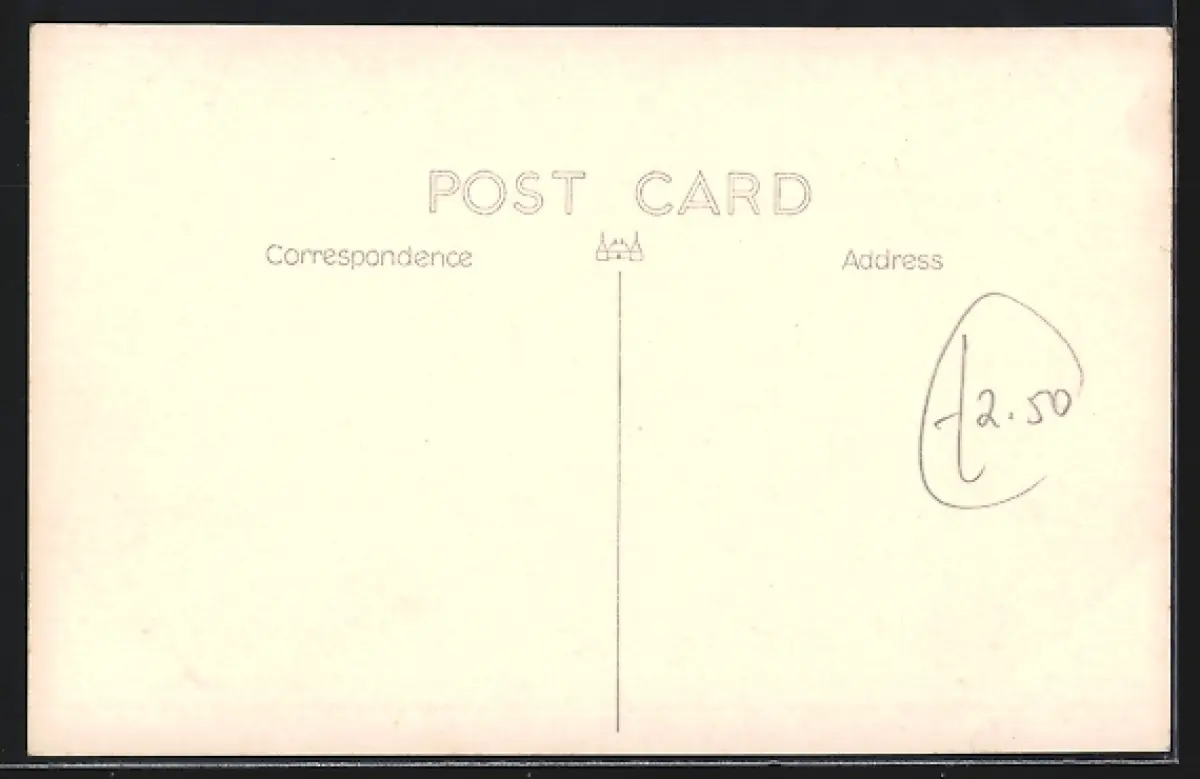 POST CARD
Correspondence
Address
£2.50